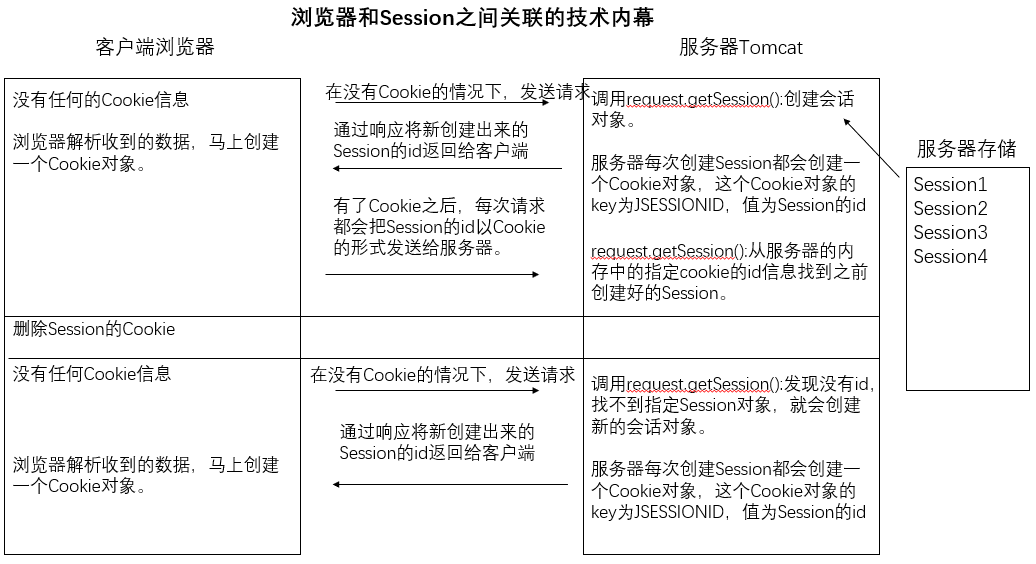 浏览器和Session之间关联的技术内幕
客户端浏览器
服务器Tomcat
没有任何的Cookie信息
浏览器解析收到的数据，马上创建
一个Cookie对象。
在没有Cookie的情况下，发送请求
通过响应将新创建出来的
Session的id返回给客户端
有了Cookie之后，每次请求
都会把Session的id以Cookie
的形式发送给服务器。
调用request.getSession():创建会话
对象。
服务器每次创建Session都会创建一
个Cookie对象，这个Cookie对象的
key为JSESSIONID，值为Session的id
request.getSession():从服务器的内
存中的指定cookie的id信息找到之前
创建好的Session。
服务器存储
Session1
Session2
Session3
Session4
删除Session的Cookie
没有任何Cookie信息
浏览器解析收到的数据，马上创建
一个Cookie对象。
在没有Cookie的情况下，发送请求
通过响应将新创建出来的
Session的id返回给客户端
调用request.getSession():发现没有id,
找不到指定Session对象，就会创建
新的会话对象。
服务器每次创建Session都会创建一
个Cookie对象，这个Cookie对象的
key为JSESSIONID，值为Session的id